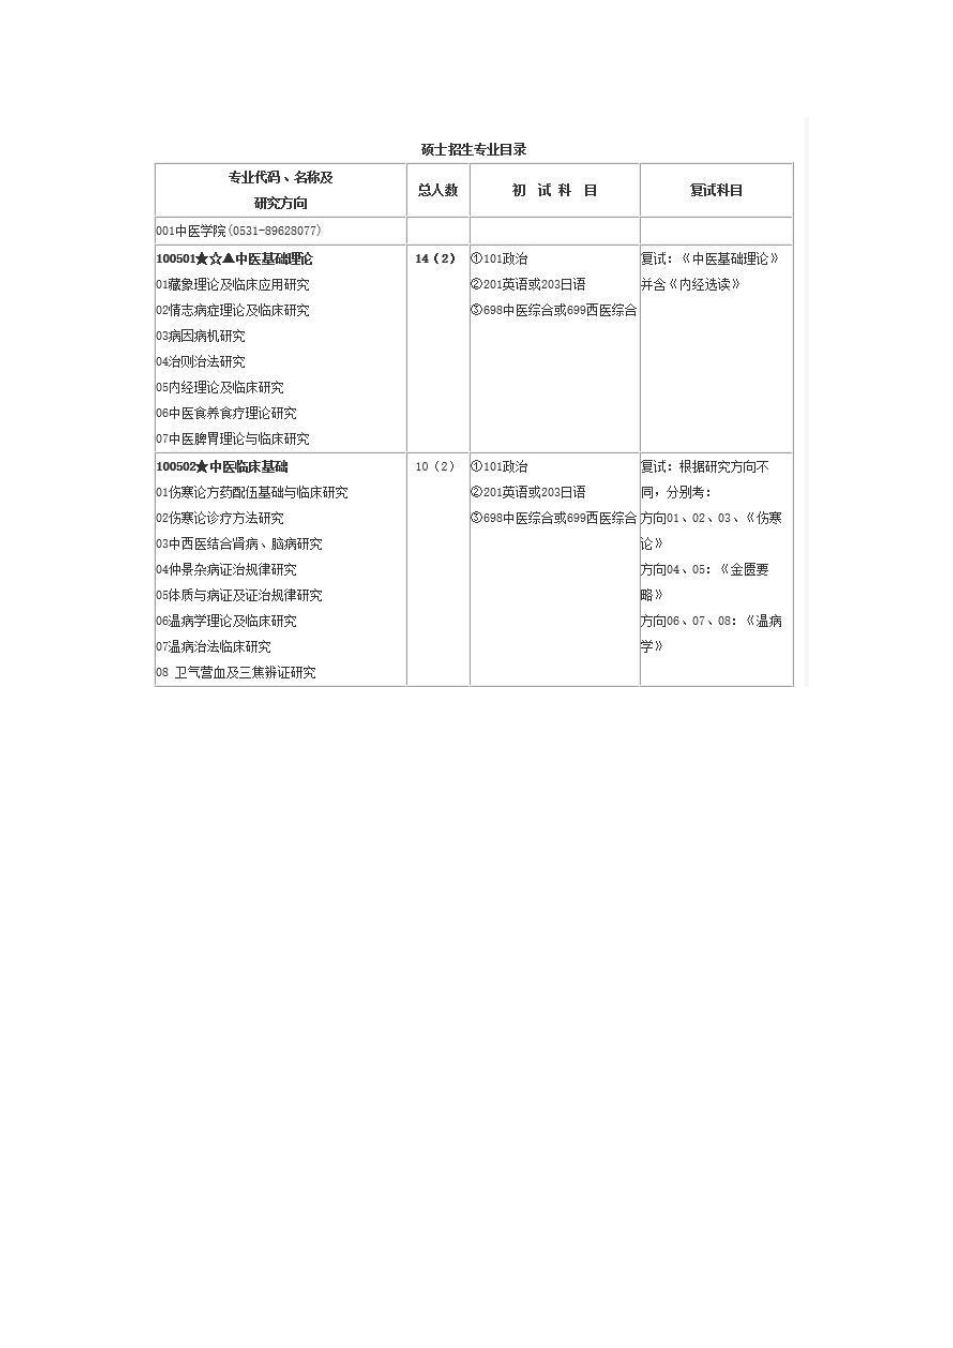 硕士招生专业目录
专业代码、名称及
研究方向
总人数
初 试 科 目
复试科目
001中医学院(0531-89628077)
100501★☆▲中医基础理论
01藏象理论及临床应用研究
02情志病症理论及临床研究
03病因病机研究
04治则治法研究
05内经理论及临床研究
06中医食养食疗理论研究
07中医脾胃理论与临床研究
14（2）
①101政治
②201英语或203日语
③698中医综合或699西医综合
复试：《中医基础理论》
并含《内经选读》
100502★中医临床基础
01伤寒论方药配伍基础与临床研究
02伤寒论诊疗方法研究
03中西医结合肾病、脑病研究
04仲景杂病证治规律研究
05体质与病证及证治规律研究
06温病学理论及临床研究
07温病治法临床研究
08 卫气营血及三焦辨证研究
10（2）
①101政治
②201英语或203日语
③698中医综合或699西医综合
复试：根据研究方向不
同，分别考：
方向01、02、03、《伤寒
论》
方向04、05：《金匮要
略》
方向06、07、08：《温病
学》